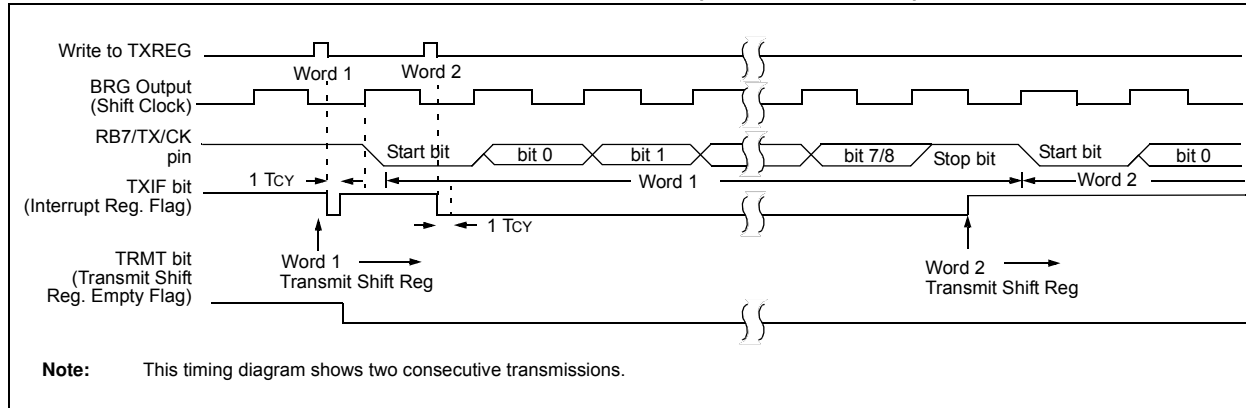 Write to TXREG
Word 1
Word 2
BRG Output
(Shift Clock)
RB7/TX/CK
pin
Start bit
bit 0
bit 1
bit 7/8
Stop bit
Start bit
bit 0
Word 1
Word 2
TXIF bit
(Interrupt Reg. Flag)
1 TCY
1 TCY
TRMT bit
(Transmit Shift
Reg. Empty Flag)
Word 1
Transmit Shift Reg
Word 2
Transmit Shift Reg
Note: This timing diagram shows two consecutive transmissions.